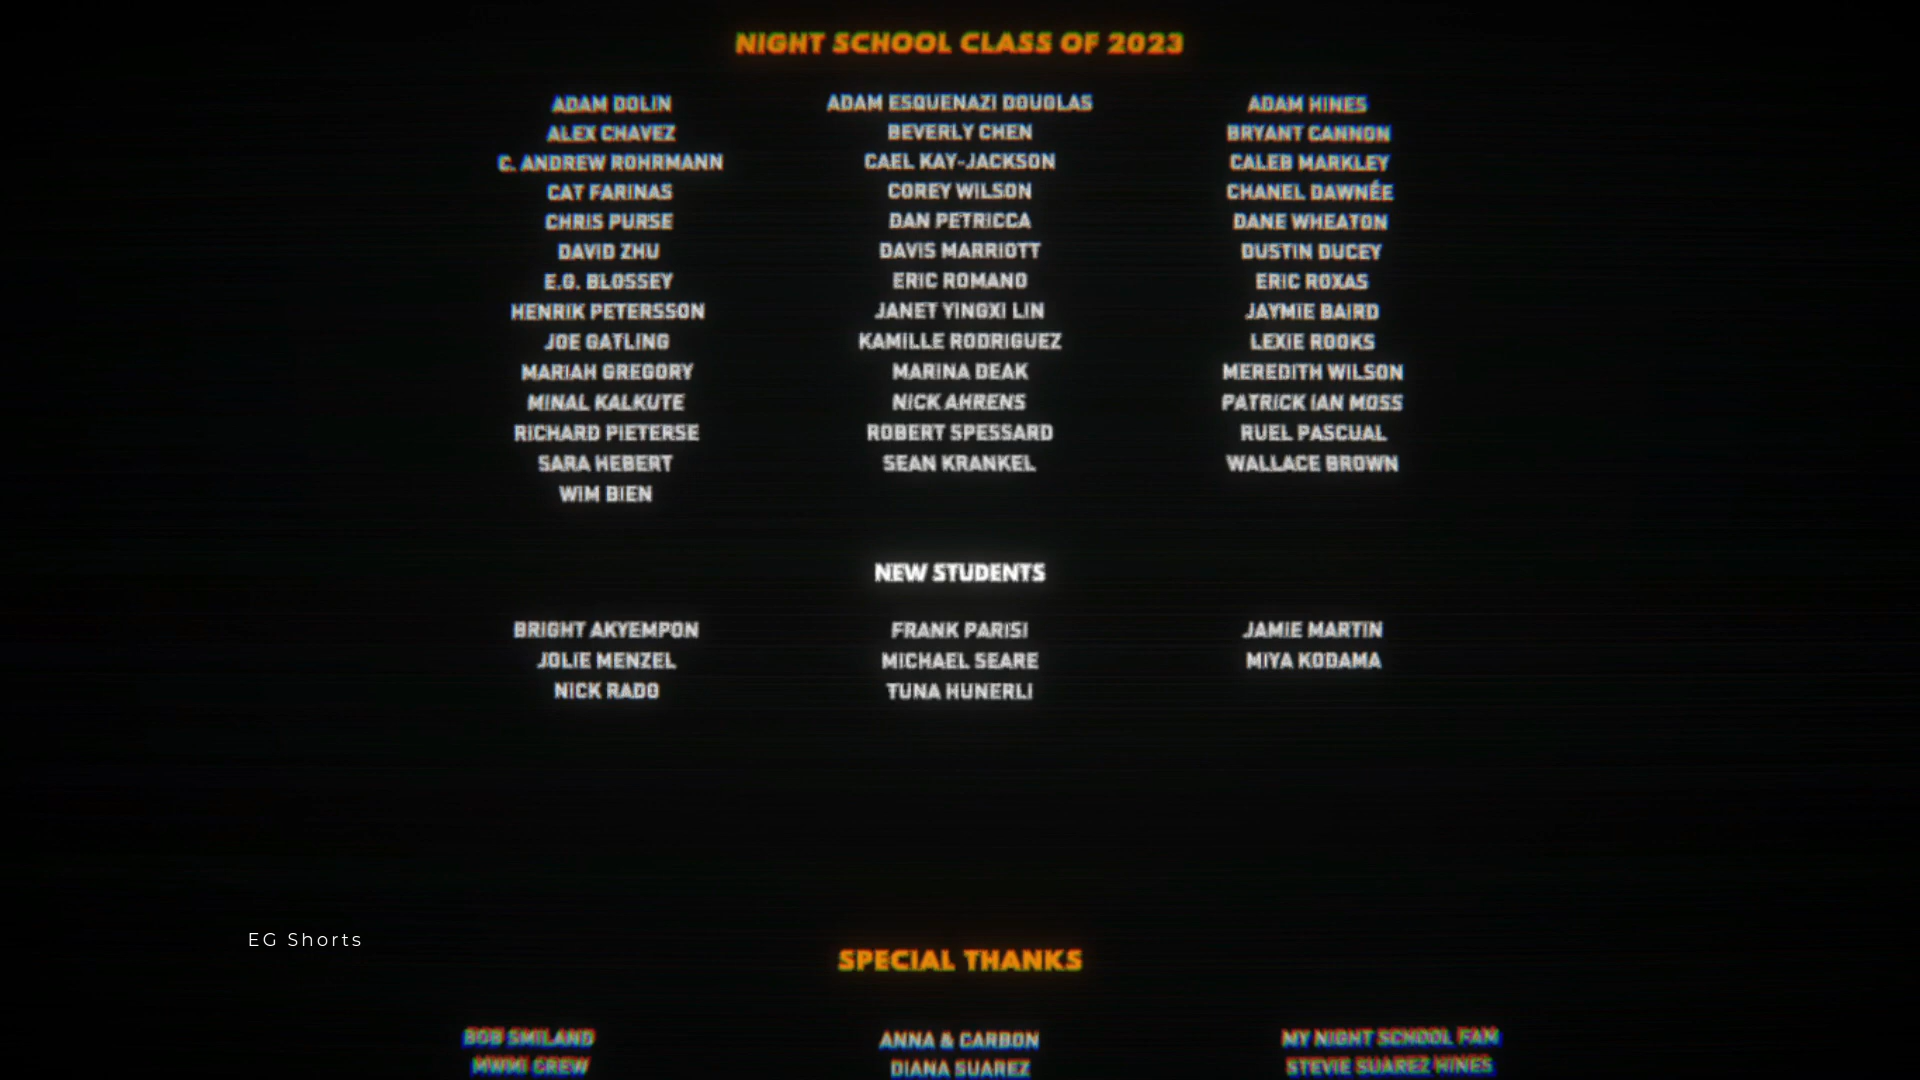 NIGHT SCHOOL CLASS OF 2023
ADAM DOLIN ADAM ESQUENAZI DOUGLAS ADAM HINES
ALEX CHAVEZ BEVERLY CHEN BRYANT CANNON
C. ANDREW ROHRMANN CAEL KAY-JACKSON CALEB MARKLEY
CAT FARINAS COREY WILSON CHANEL DAWNÉE
CHRIS PURSE DAN PETRICCA DANE WHEATON
DAVID ZHU DAVIS MARRIOTT DUSTIN DUCEY
E.G. BLOSSEY ERIC ROMANO ERIC ROXAS
HENRIK PETERSSON JANET YINGXI LIN JAYMIE BAIRD
JOE GATLING KAMILLE RODRIGUEZ LEXIE ROOKS
MARIAH GREGORY MARINA DEAK MEREDITH WILSON
MINAL KALKUTE NICK AHRENS PATRICK IAN MOSS
RICHARD PIETERSE ROBERT SPESSARD RUEL PASCUAL
SARA HEBERT SEAN KRANKEL WALLACE BROWN
WIM BIEN
NEW STUDENTS
BRIGHT AKYEMPON FRANK PARISI JAMIE MARTIN
JOLIE MENZEL MICHAEL SEARE MIYA KODAMA
NICK RADO TUNA HUNERLI
EG Shorts
SPECIAL THANKS
BOB SMILAND ANNA & CARBON MY NIGHT SCHOOL FAM
MWMI CREW DIANA SUAREZ STEVIE SUAREZ HINES